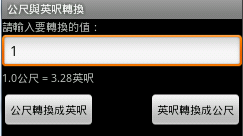 公尺與英呎轉換
請輸入要轉換的值：
1
1.0公尺 = 3.28英呎
公尺轉換成英呎
英呎轉換成公尺